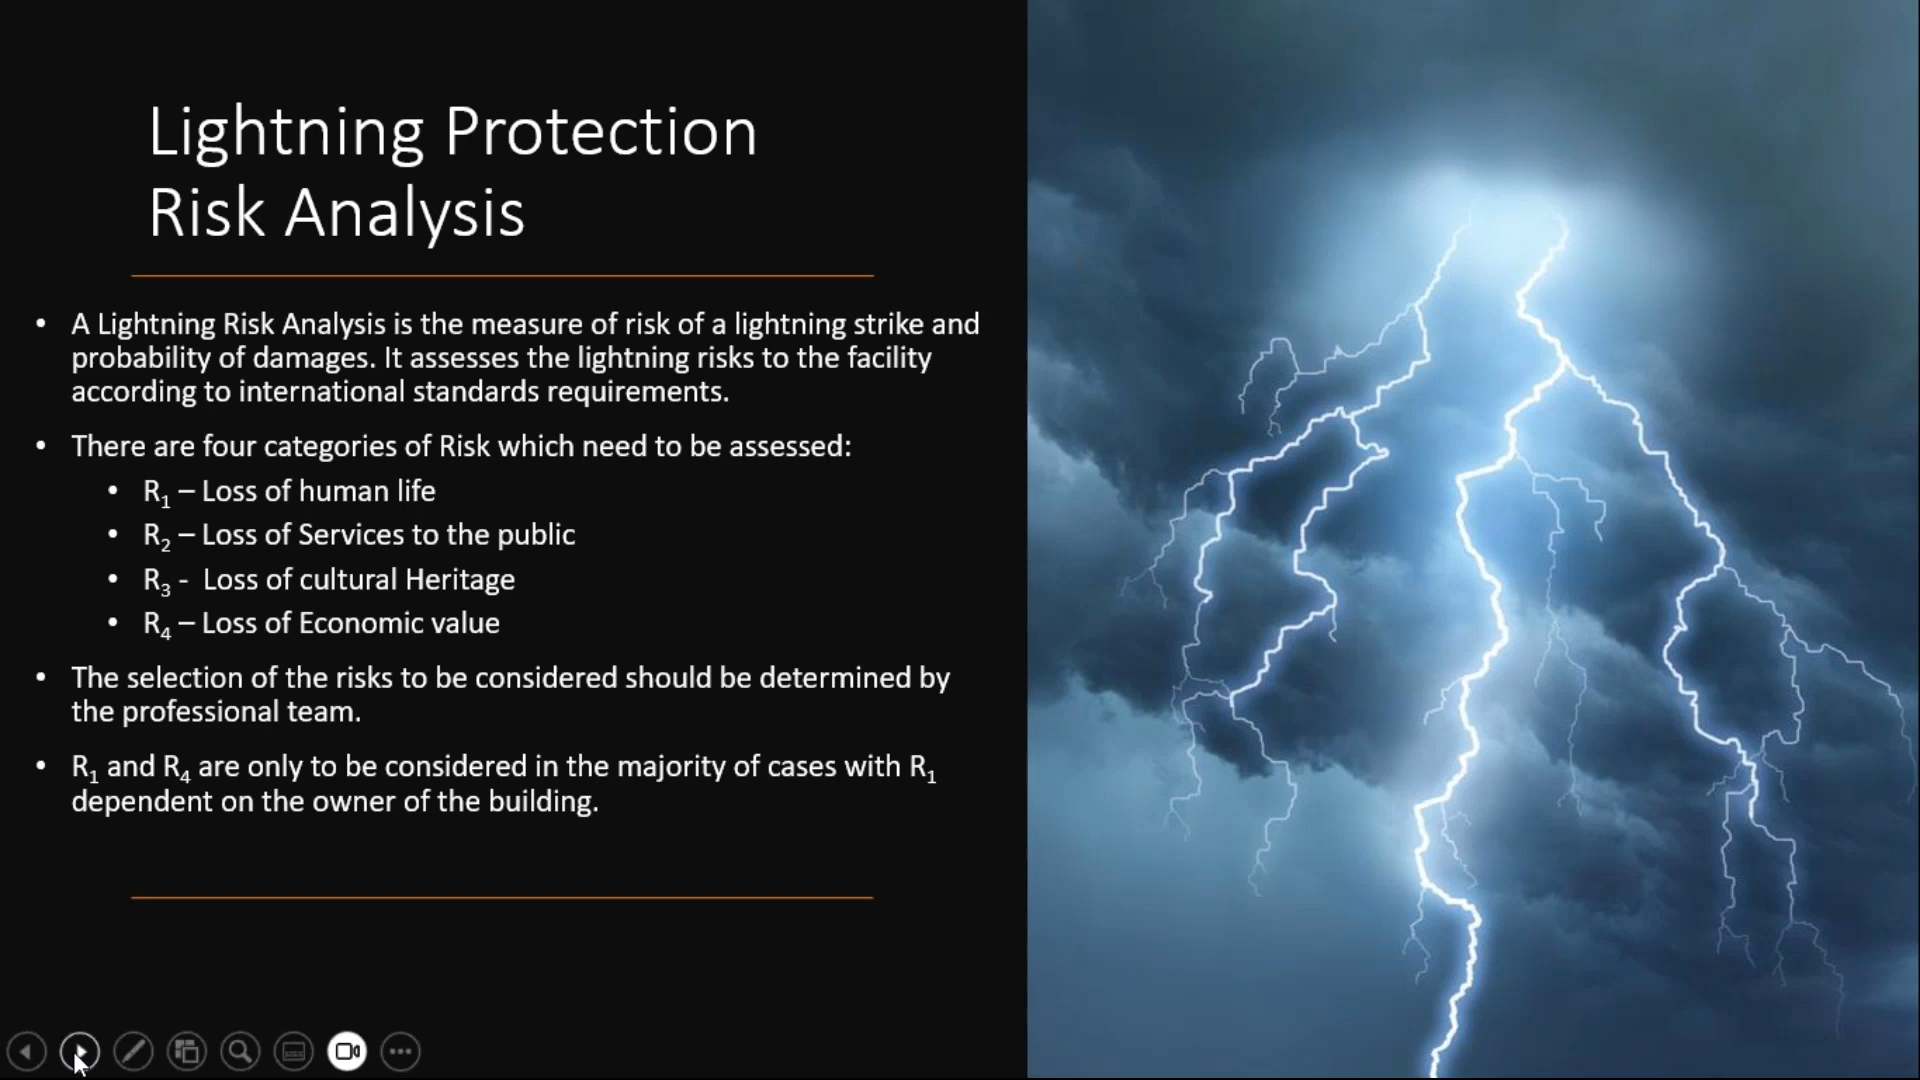 Lightning Protection
Risk Analysis
• A Lightning Risk Analysis is the measure of risk of a lightning strike and
probability of damages. It assesses the lightning risks to the facility
according to international standards requirements.
• There are four categories of Risk which need to be assessed:
• R₁ – Loss of human life
• R₂ – Loss of Services to the public
• R₃ -  Loss of cultural Heritage
• R₄ – Loss of Economic value
• The selection of the risks to be considered should be determined by
the professional team.
• R₁ and R₄ are only to be considered in the majority of cases with R₁
dependent on the owner of the building.